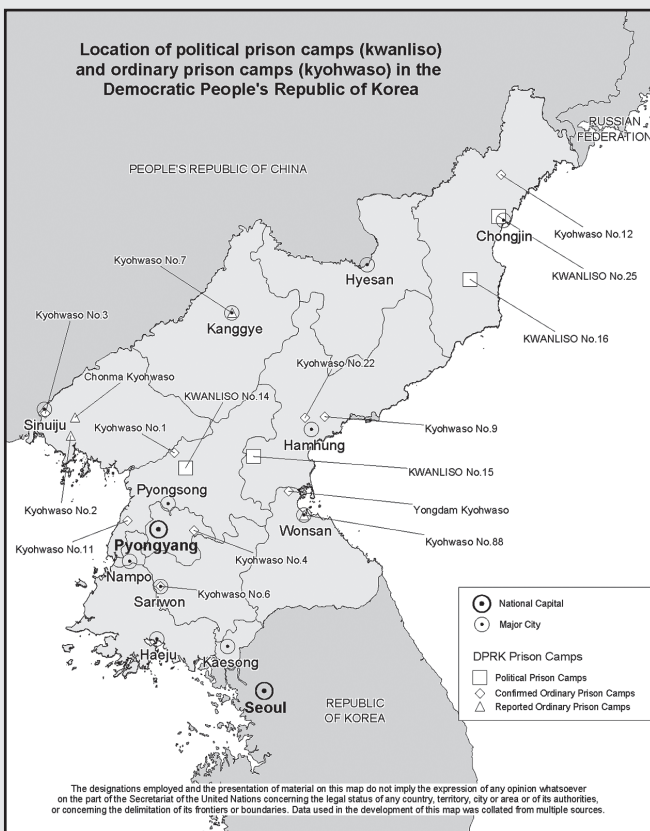 Location of political prison camps (kwanliso)
and ordinary prison camps (kyohwaso) in the
Democratic People's Republic of Korea
RUSSIAN
FEDERATION
PEOPLE'S REPUBLIC OF CHINA
Kyohwaso No.12
Chongjin
Kyohwaso No.7
KWANLISO No.25
Hyesan
Kyohwaso No.3
Kanggye
KWANLISO No.16
Kyohwaso No.22
Chonma Kyohwaso
KWANLISO No.14
Sinuiju
Kyohwaso No.1
Kyohwaso No.9
Hamhung
KWANLISO No.15
Pyongsong
Kyohwaso No.2
Yongdam Kyohwaso
Wonsan
Kyohwaso No.88
Pyongyang
Kyohwaso No.11
Kyohwaso No.4
Nampo
Kyohwaso No.6
Sariwon
Haeju
Kaesong
Seoul
REPUBLIC
OF KOREA
National Capital
Major City
DPRK Prison Camps
Political Prison Camps
Confirmed Ordinary Prison Camps
Reported Ordinary Prison Camps
The designations employed and the presentation of material on this map do not imply the expression of any opinion whatsoever
on the part of the Secretariat of the United Nations concerning the legal status of any country, territory, city or area or of its authorities,
or concerning the delimitation of its frontiers or boundaries. Data used in the development of this map was collated from multiple sources.